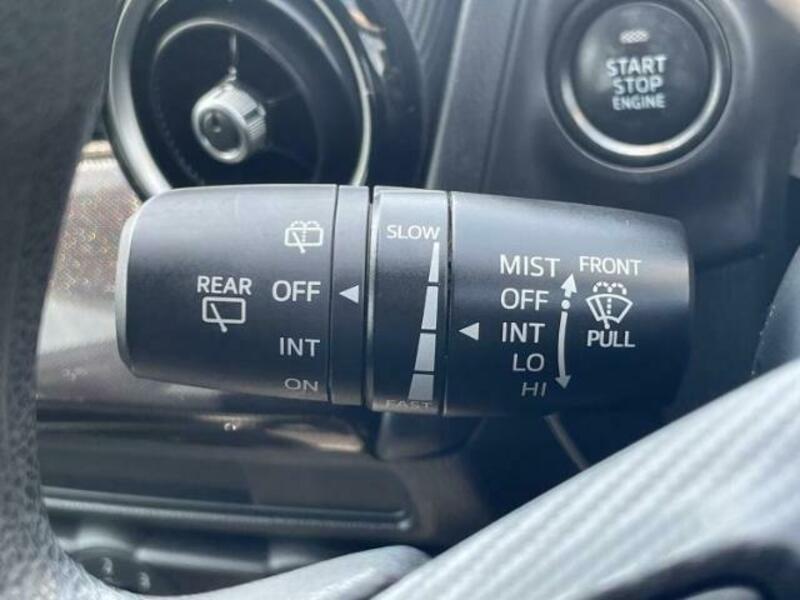 START
STOP
ENGINE
REAR
OFF
INT
ON
SLOW
FAST
MIST
OFF
INT
LO
HI
FRONT
PULL